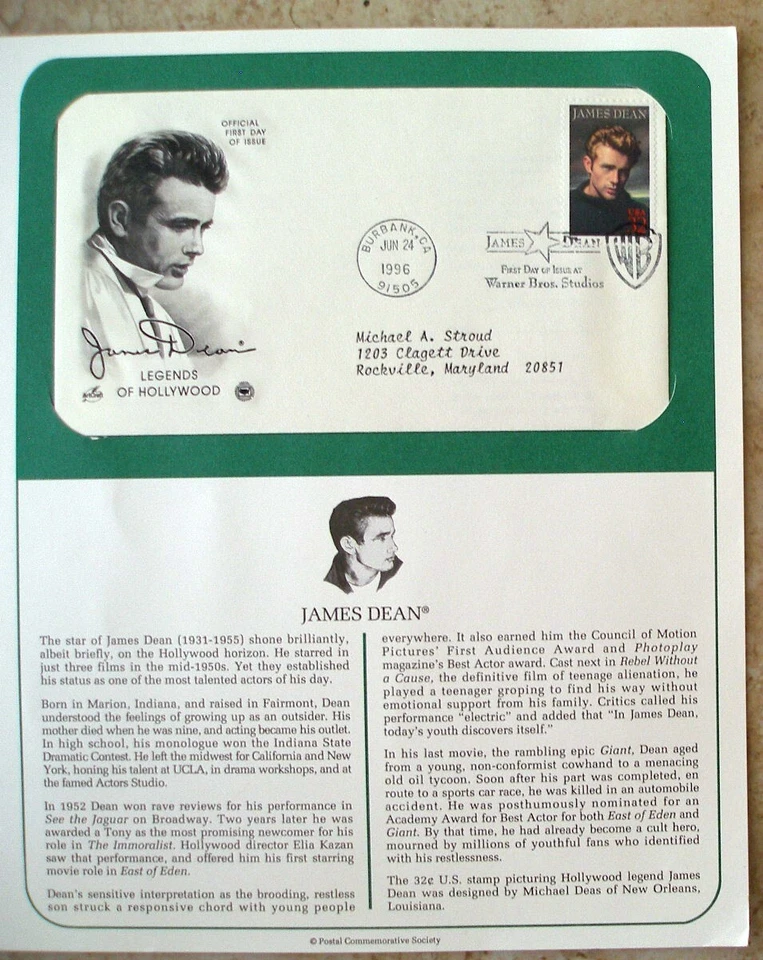 OFFICIAL
FIRST DAY
OF ISSUE
JAMES DEAN
USA
32
BURBANK, CA
JUN 24
1996
91505
JAMES DEAN
WB
FIRST DAY OF ISSUE AT
Warner Bros. Studios
James Dean
LEGENDS
OF HOLLYWOOD
Michael A. Stroud
1203 Clagett Drive
Rockville, Maryland 20851
JAMES DEAN®
The star of James Dean (1931-1955) shone brilliantly,
albeit briefly, on the Hollywood horizon. He starred in
just three films in the mid-1950s. Yet they established
his status as one of the most talented actors of his day.
Born in Marion, Indiana, and raised in Fairmont, Dean
understood the feelings of growing up as an outsider. His
mother died when he was nine, and acting became his outlet.
In high school, his monologue won the Indiana State
Dramatic Contest. He left the midwest for California and New
York, honing his talent at UCLA, in drama workshops, and at
the famed Actors Studio.
In 1952 Dean won rave reviews for his performance in
See the Jaguar on Broadway. Two years later he was
awarded a Tony as the most promising newcomer for his
role in The Immoralist. Hollywood director Elia Kazan
saw that performance, and offered him his first starring
movie role in East of Eden.
Dean's sensitive interpretation as the brooding, restless
son struck a responsive chord with young people
everywhere. It also earned him the Council of Motion
Pictures' First Audience Award and Photoplay
magazine's Best Actor award. Cast next in Rebel Without
a Cause, the definitive film of teenage alienation, he
played a teenager groping to find his way without
emotional support from his family. Critics called his
performance "electric" and added that "In James Dean,
today's youth discovers itself."
In his last movie, the rambling epic Giant, Dean aged
from a young, non-conformist cowhand to a menacing
old oil tycoon. Soon after his part was completed, en
route to a sports car race, he was killed in an automobile
accident. He was posthumously nominated for an
Academy Award for Best Actor for both East of Eden and
Giant. By that time, he had already become a cult hero,
mourned by millions of youthful fans who identified
with his restlessness.
The 32¢ U.S. stamp picturing Hollywood legend James
Dean was designed by Michael Deas of New Orleans,
Louisiana.
© Postal Commemorative Society